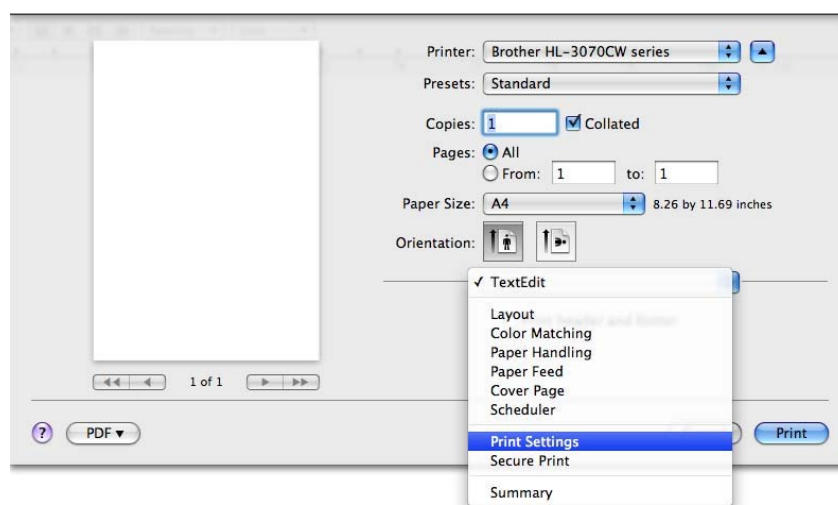 Printer: Brother HL-3070CW series
Presets: Standard
Copies: 1 Collated
Pages: All
From: 1 to: 1
Paper Size: A4 8.26 by 11.69 inches
Orientation:
✓ TextEdit
Layout
Color Matching
Paper Handling
Paper Feed
Cover Page
Scheduler
Print Settings
Secure Print
Summary
1 of 1
? PDF ▼ Print